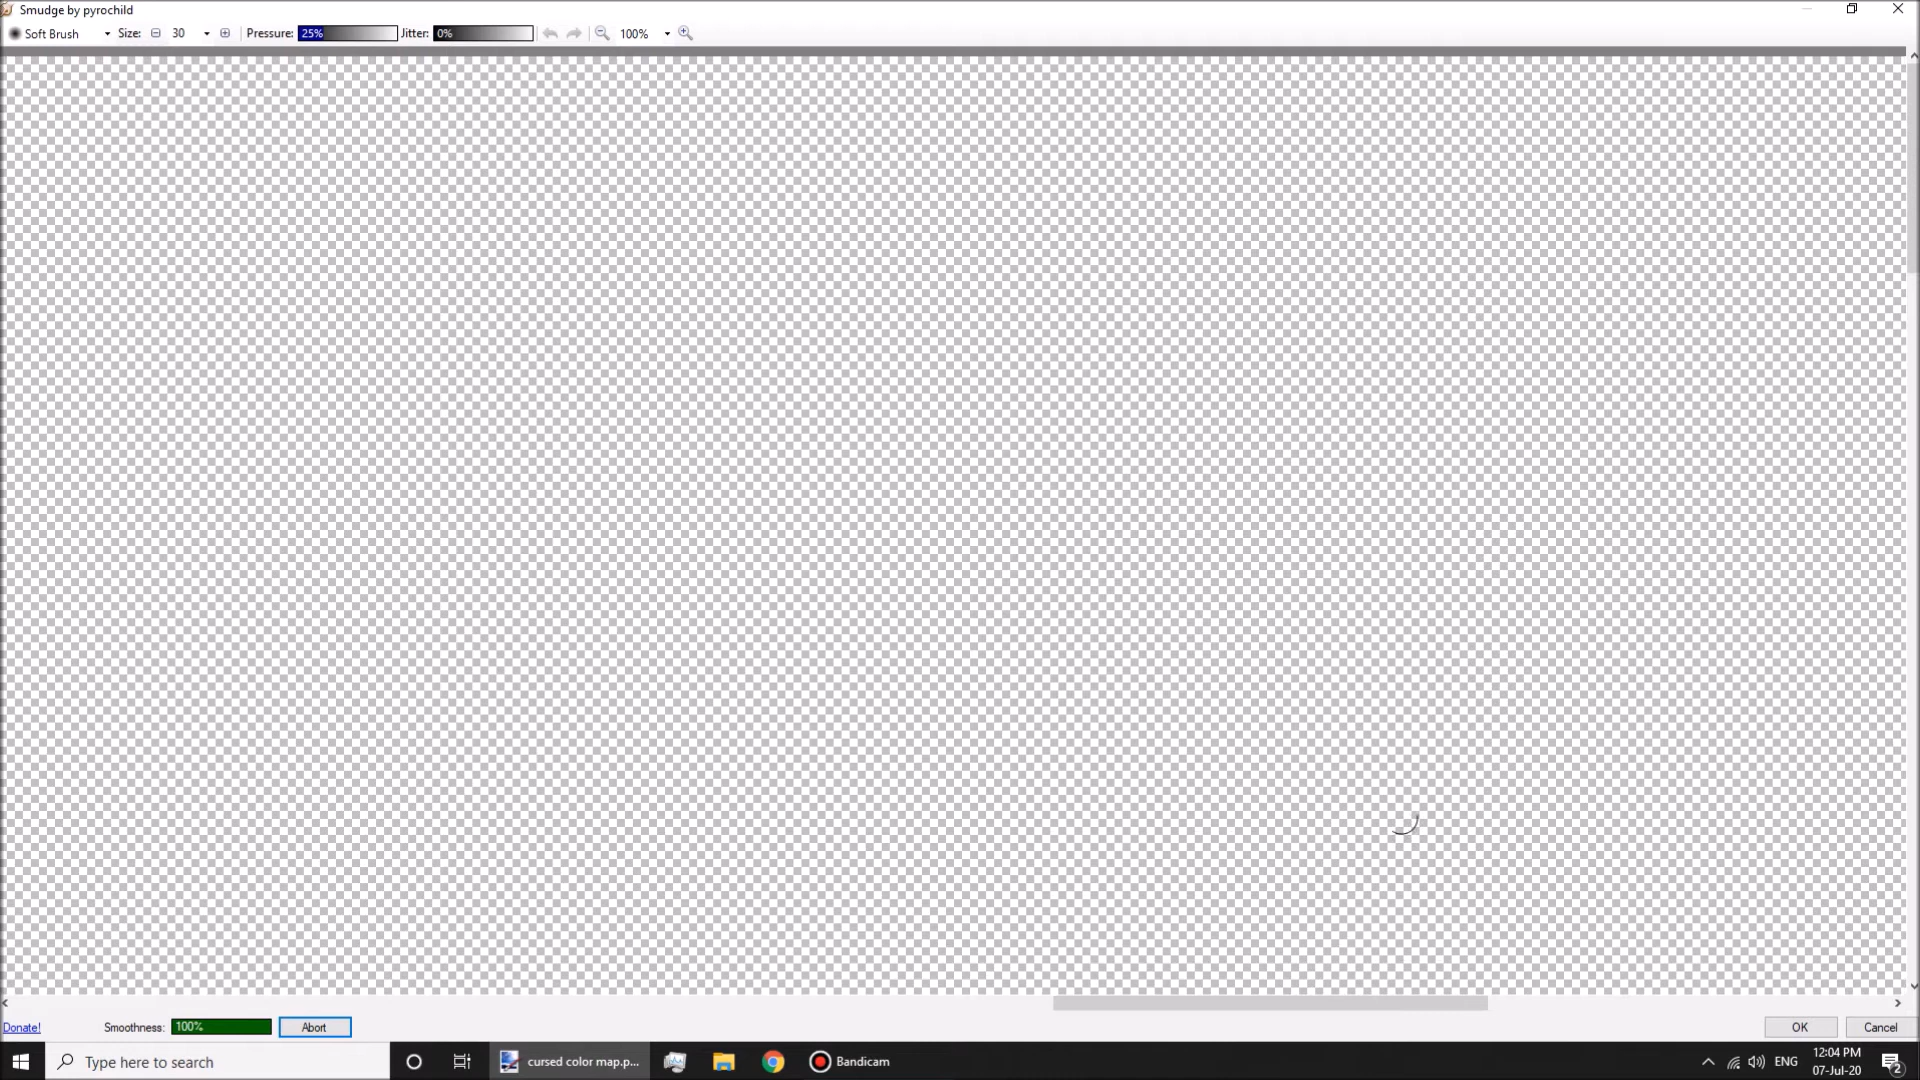 Smudge by pyrochild
Soft Brush Size: 30 Pressure: 25% Jitter: 0% 100%
Donate! Smoothness: 100% Abort OK Cancel
Type here to search cursed color map.p... Bandicam ENG 12:04 PM
07-Jul-20 2